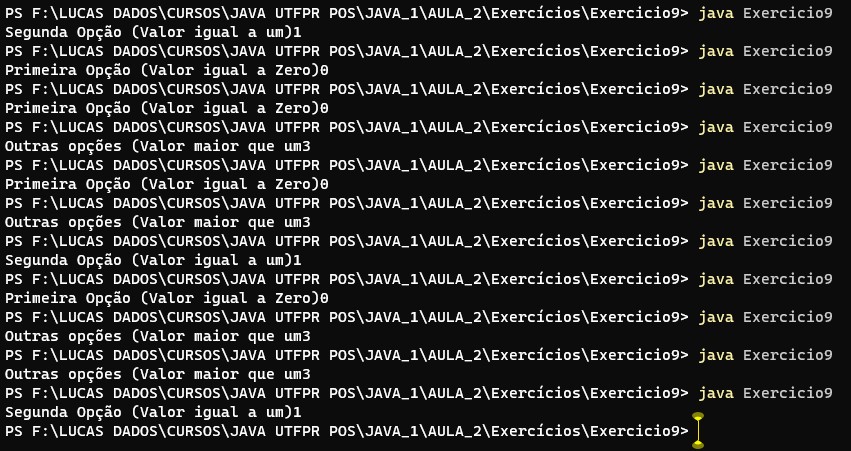 PS F:\LUCAS DADOS\CURSOS\JAVA UTFPR POS\JAVA_1\AULA_2\Exercícios\Exercicio9> java Exercicio9
Segunda Opção (Valor igual a um)1
PS F:\LUCAS DADOS\CURSOS\JAVA UTFPR POS\JAVA_1\AULA_2\Exercícios\Exercicio9> java Exercicio9
Primeira Opção (Valor igual a Zero)0
PS F:\LUCAS DADOS\CURSOS\JAVA UTFPR POS\JAVA_1\AULA_2\Exercícios\Exercicio9> java Exercicio9
Primeira Opção (Valor igual a Zero)0
PS F:\LUCAS DADOS\CURSOS\JAVA UTFPR POS\JAVA_1\AULA_2\Exercícios\Exercicio9> java Exercicio9
Outras opções (Valor maior que um3
PS F:\LUCAS DADOS\CURSOS\JAVA UTFPR POS\JAVA_1\AULA_2\Exercícios\Exercicio9> java Exercicio9
Primeira Opção (Valor igual a Zero)0
PS F:\LUCAS DADOS\CURSOS\JAVA UTFPR POS\JAVA_1\AULA_2\Exercícios\Exercicio9> java Exercicio9
Outras opções (Valor maior que um3
PS F:\LUCAS DADOS\CURSOS\JAVA UTFPR POS\JAVA_1\AULA_2\Exercícios\Exercicio9> java Exercicio9
Segunda Opção (Valor igual a um)1
PS F:\LUCAS DADOS\CURSOS\JAVA UTFPR POS\JAVA_1\AULA_2\Exercícios\Exercicio9> java Exercicio9
Primeira Opção (Valor igual a Zero)0
PS F:\LUCAS DADOS\CURSOS\JAVA UTFPR POS\JAVA_1\AULA_2\Exercícios\Exercicio9> java Exercicio9
Outras opções (Valor maior que um3
PS F:\LUCAS DADOS\CURSOS\JAVA UTFPR POS\JAVA_1\AULA_2\Exercícios\Exercicio9> java Exercicio9
Outras opções (Valor maior que um3
PS F:\LUCAS DADOS\CURSOS\JAVA UTFPR POS\JAVA_1\AULA_2\Exercícios\Exercicio9> java Exercicio9
Segunda Opção (Valor igual a um)1
PS F:\LUCAS DADOS\CURSOS\JAVA UTFPR POS\JAVA_1\AULA_2\Exercícios\Exercicio9>